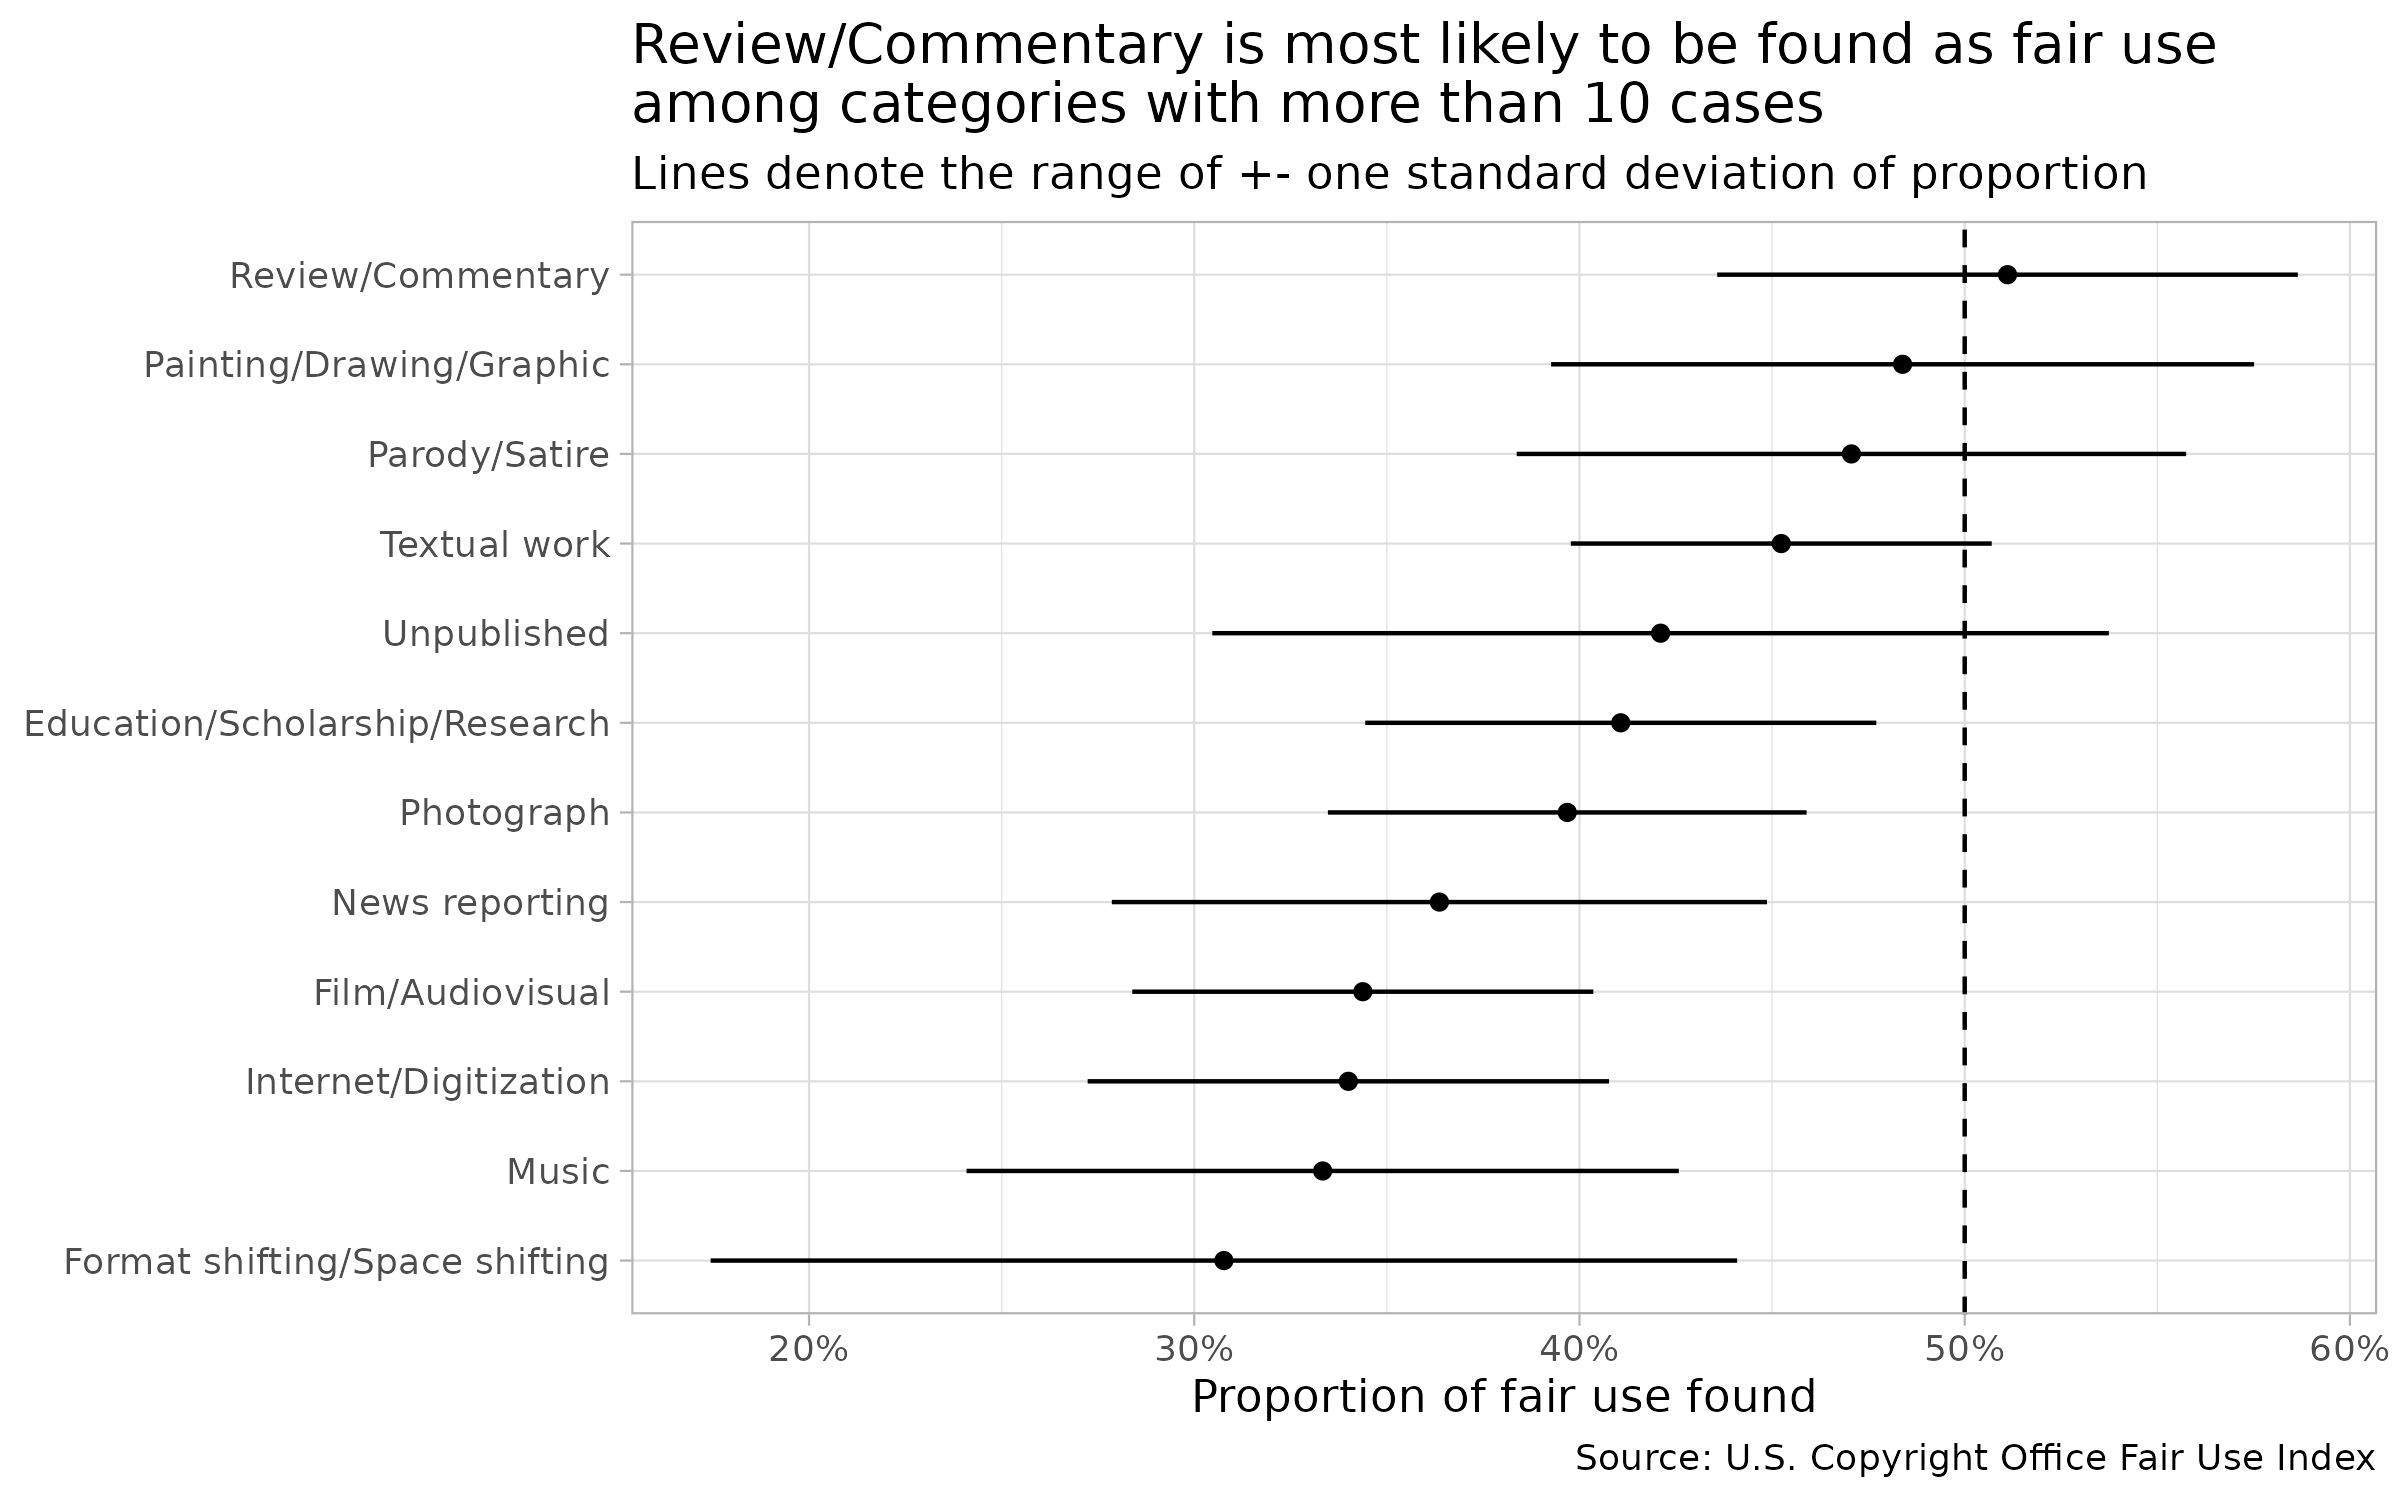 Review/Commentary is most likely to be found as fair use
among categories with more than 10 cases
Lines denote the range of +- one standard deviation of proportion
Review/Commentary
Painting/Drawing/Graphic
Parody/Satire
Textual work
Unpublished
Education/Scholarship/Research
Photograph
News reporting
Film/Audiovisual
Internet/Digitization
Music
Format shifting/Space shifting
20% 30% 40% 50% 60%
Proportion of fair use found
Source: U.S. Copyright Office Fair Use Index